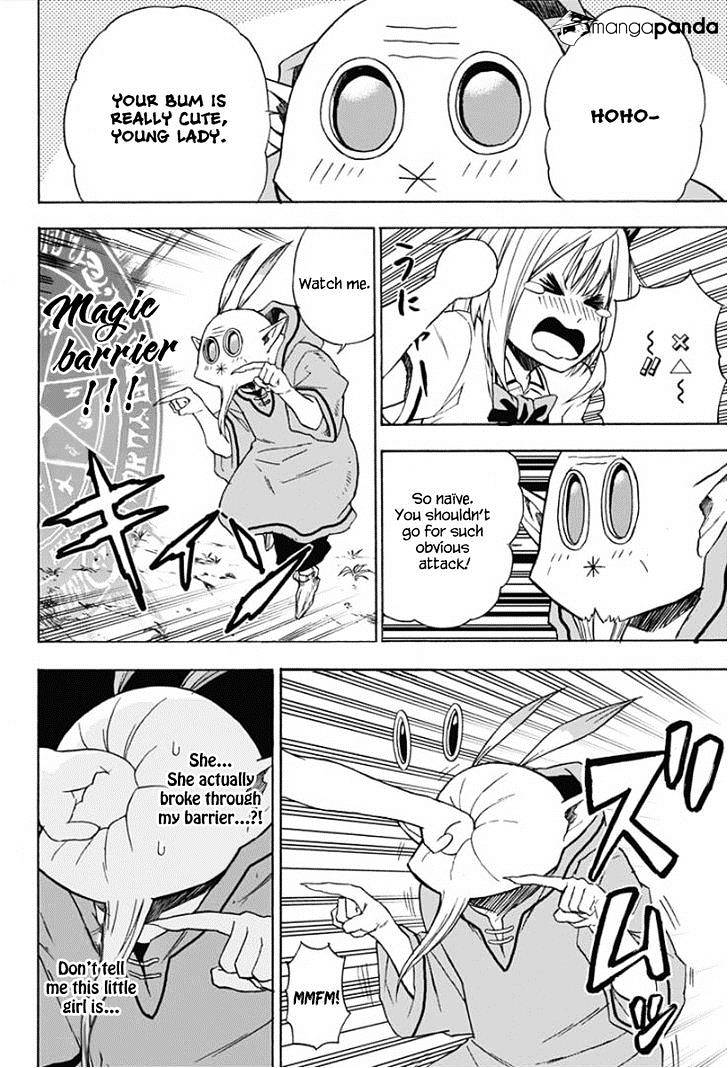 mangapanda
HOHO-
YOUR BUM IS
REALLY CUTE,
YOUNG LADY.
うに
So naïve.
You shouldn't
go for such
obvious
attack!
Watch me.
Magic
barrier
!!!
キィンッ
ズムッ
MMFM!
She...
She actually
broke through
my barrier...?!
Don't tell
me this little
girl is...